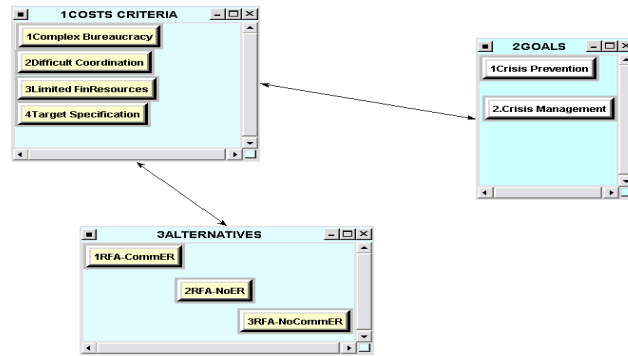 1COSTS CRITERIA
1Complex Bureaucracy
2Difficult Coordination
3Limited FinResources
4Target Specification
2GOALS
1Crisis Prevention
2.Crisis Management
3ALTERNATIVES
1RFA-CommER
2RFA-NoER
3RFA-NoCommER